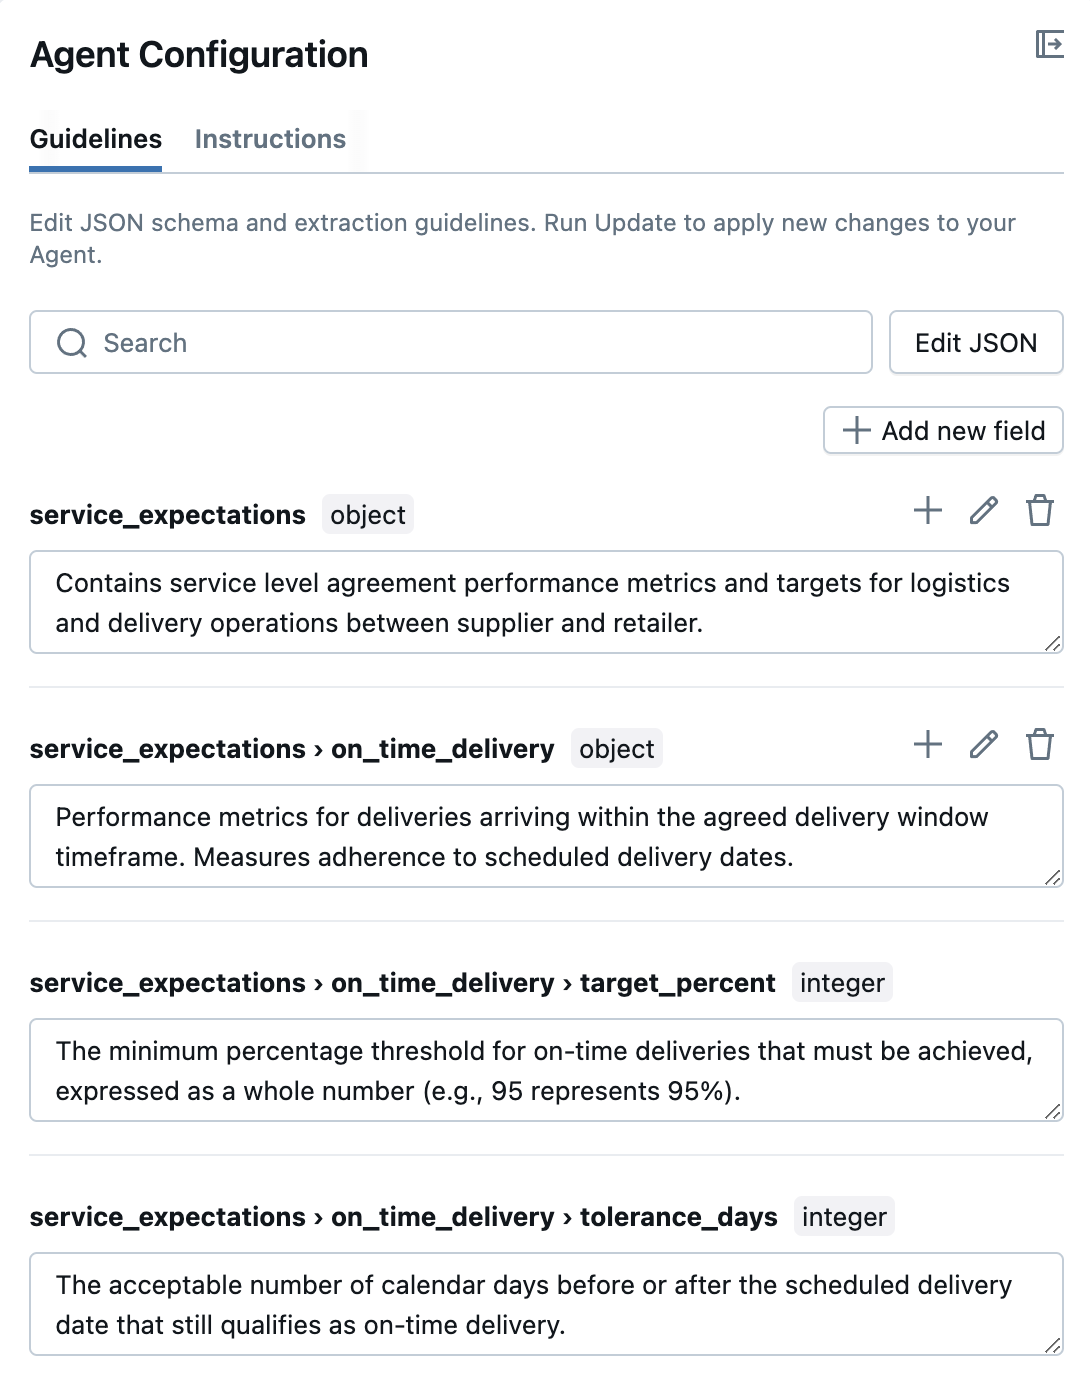 Agent Configuration
Guidelines Instructions
Edit JSON schema and extraction guidelines. Run Update to apply new changes to your
Agent.
Search
Edit JSON
Add new field
service_expectations object
Contains service level agreement performance metrics and targets for logistics
and delivery operations between supplier and retailer.
service_expectations › on_time_delivery object
Performance metrics for deliveries arriving within the agreed delivery window
timeframe. Measures adherence to scheduled delivery dates.
service_expectations › on_time_delivery › target_percent integer
The minimum percentage threshold for on-time deliveries that must be achieved,
expressed as a whole number (e.g., 95 represents 95%).
service_expectations › on_time_delivery › tolerance_days integer
The acceptable number of calendar days before or after the scheduled delivery
date that still qualifies as on-time delivery.